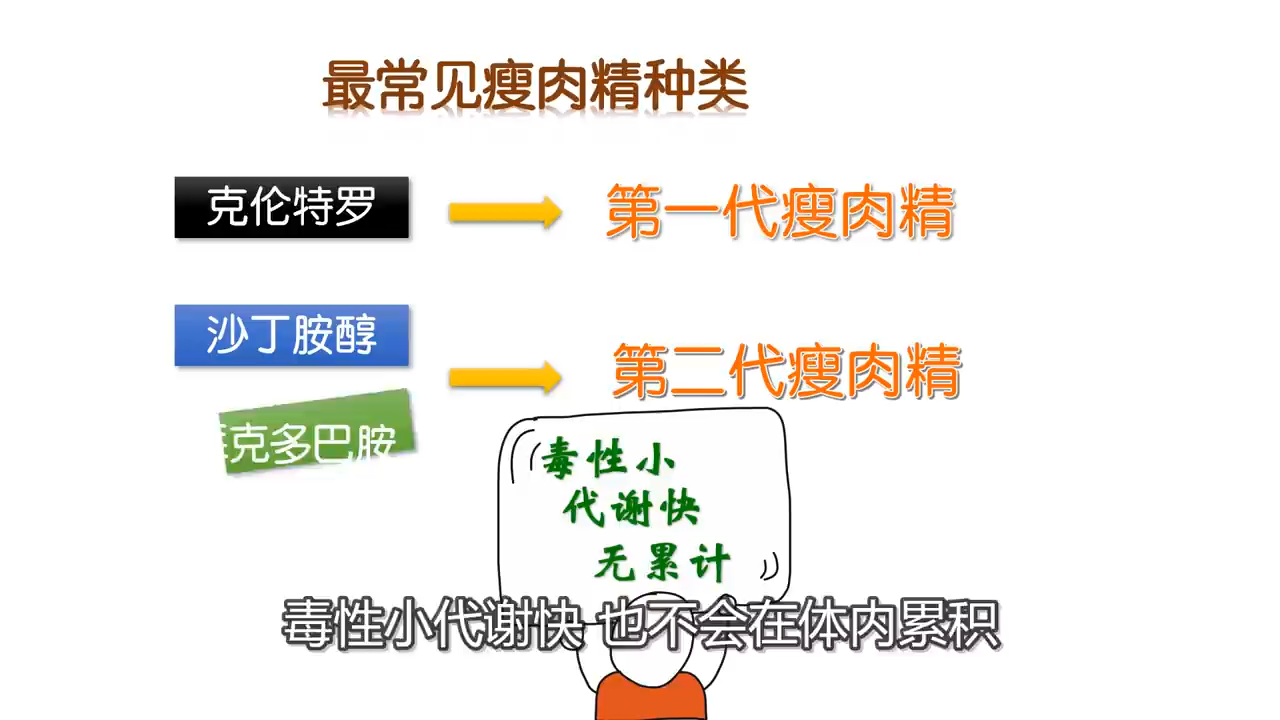 最常见瘦肉精种类
克伦特罗
第一代瘦肉精
沙丁胺醇
第二代瘦肉精
克多巴胺
毒性小
代谢快
无累计
毒性小代谢快 也不会在体内累积